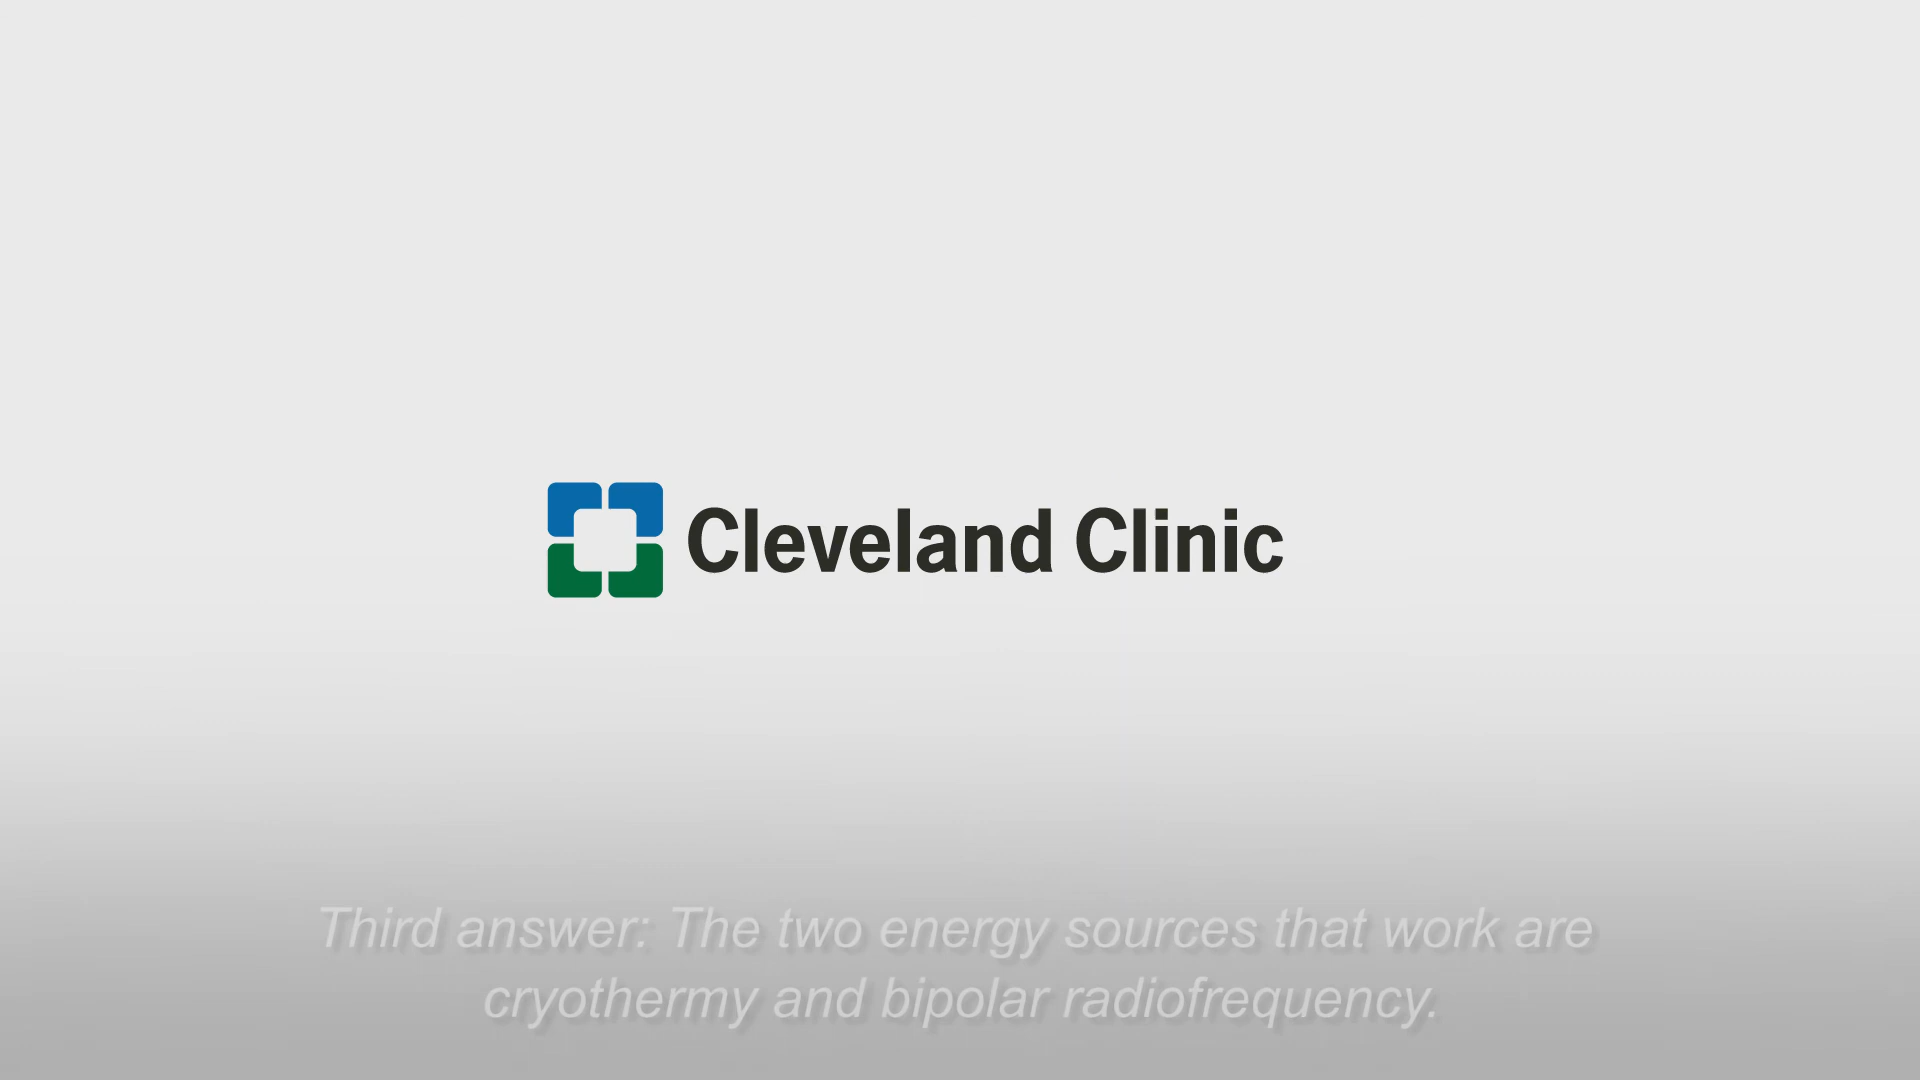 Cleveland Clinic
Third answer: The two energy sources that work are
cryothermy and bipolar radiofrequency.